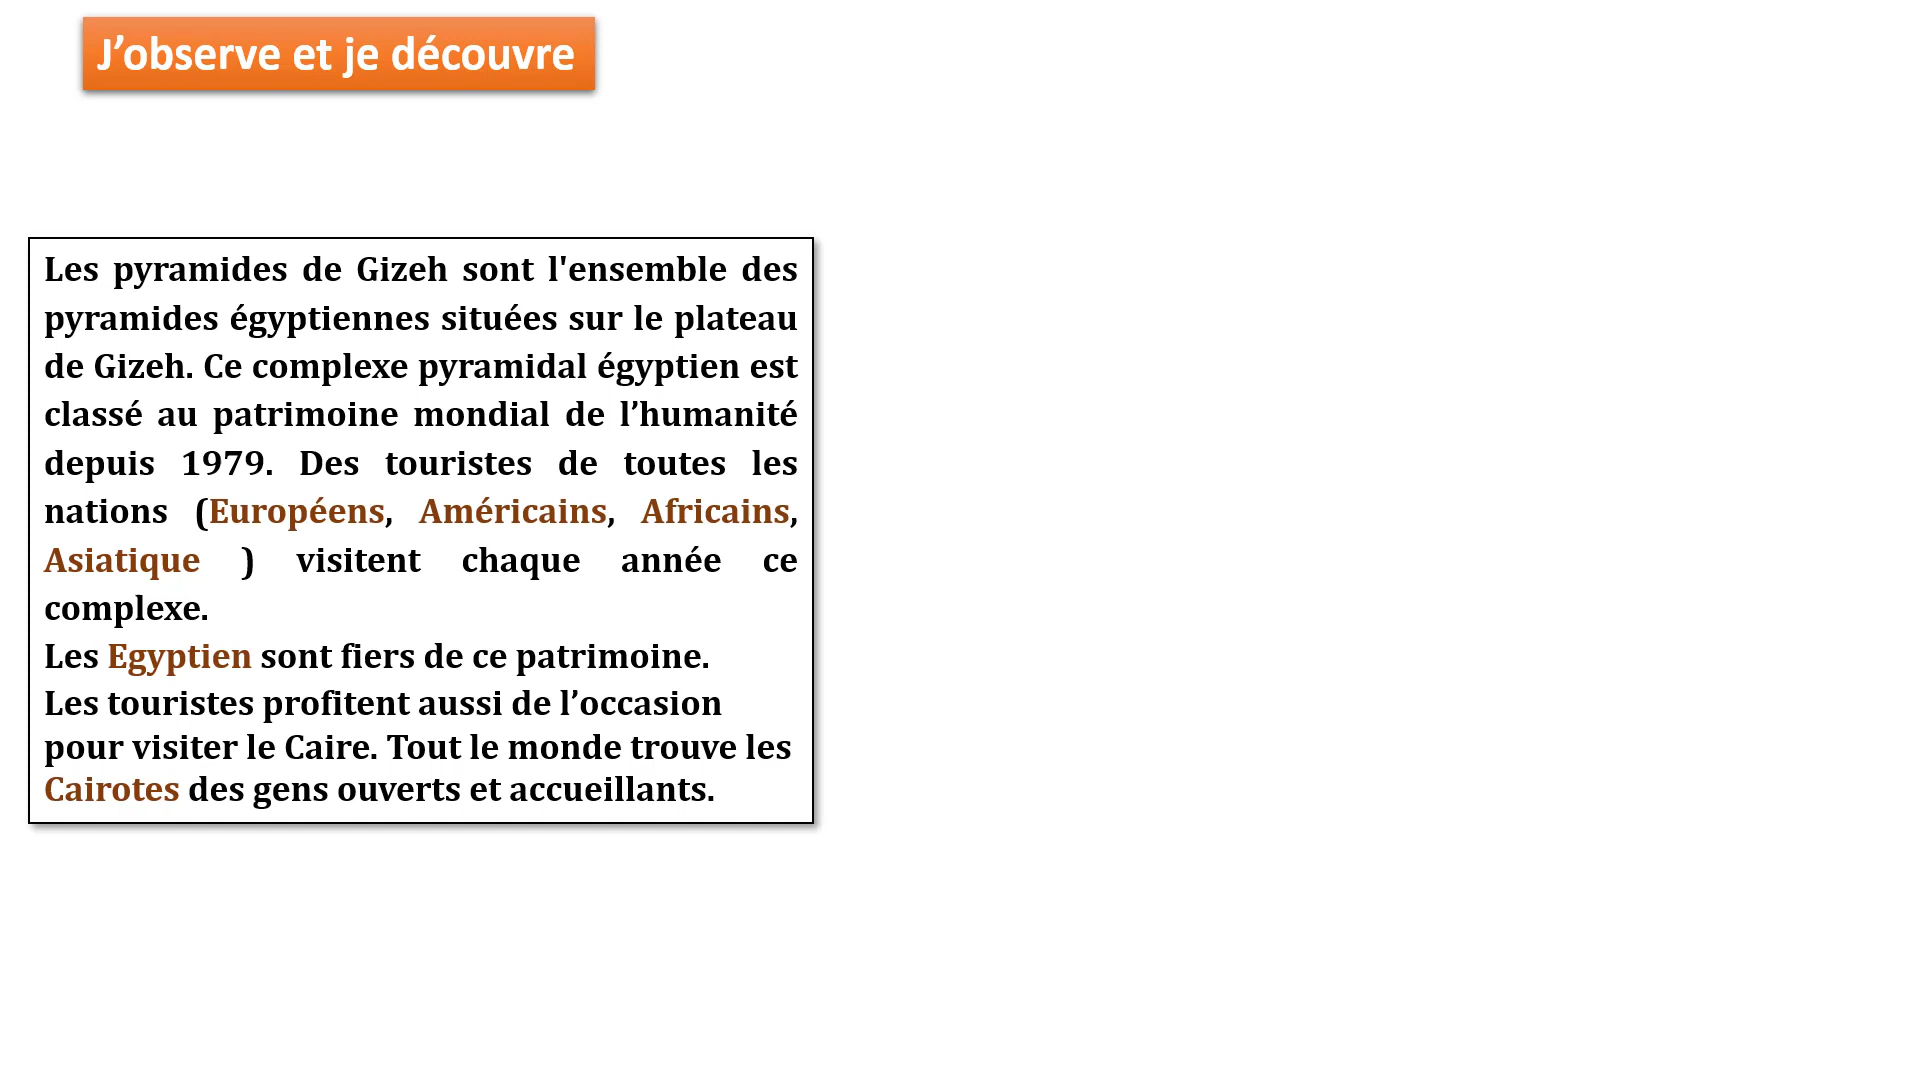 J’observe et je découvre
Les pyramides de Gizeh sont l'ensemble des
pyramides égyptiennes situées sur le plateau
de Gizeh. Ce complexe pyramidal égyptien est
classé au patrimoine mondial de l’humanité
depuis 1979. Des touristes de toutes les
nations (Européens, Américains, Africains,
Asiatique ) visitent chaque année ce
complexe.
Les Egyptien sont fiers de ce patrimoine.
Les touristes profitent aussi de l’occasion
pour visiter le Caire. Tout le monde trouve les
Cairotes des gens ouverts et accueillants.